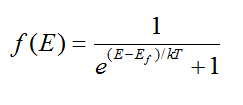 f(E) = 1 / (e^{(E−E_f)/kT} + 1)